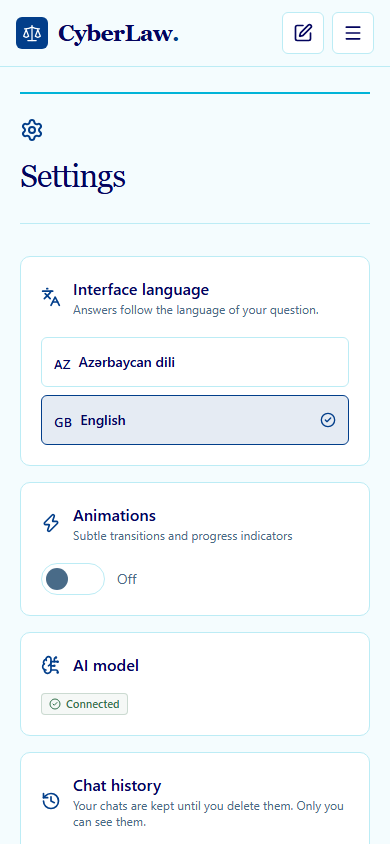 CyberLaw.
Settings
Interface language
Answers follow the language of your question.
AZ Azərbaycan dili
GB English
Animations
Subtle transitions and progress indicators
Off
AI model
Connected
Chat history
Your chats are kept until you delete them. Only you
can see them.